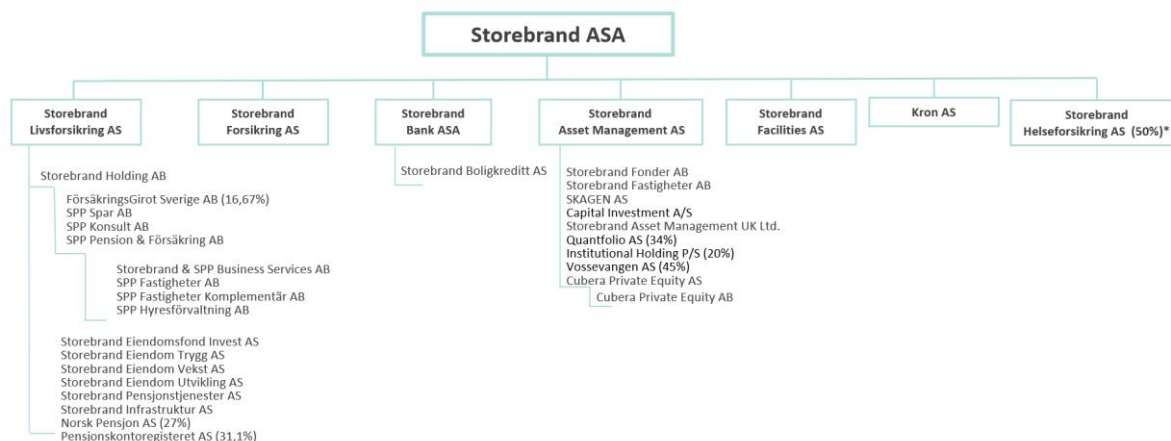 Storebrand ASA
Storebrand
Livsforsikring AS
Storebrand
Forsikring AS
Storebrand
Bank ASA
Storebrand
Asset Management AS
Storebrand
Facilities AS
Kron AS
Storebrand
Helseforsikring AS (50%)*
Storebrand Holding AB
FörsäkringsGirot Sverige AB (16,67%)
SPP Spar AB
SPP Konsult AB
SPP Pension & Försäkring AB
Storebrand & SPP Business Services AB
SPP Fastigheter AB
SPP Fastigheter Komplementär AB
SPP Hyresförvaltning AB
Storebrand Eiendomsfond Invest AS
Storebrand Eiendom Trygg AS
Storebrand Eiendom Vekst AS
Storebrand Eiendom Utvikling AS
Storebrand Pensjonstjenester AS
Storebrand Infrastruktur AS
Norsk Pensjon AS (27%)
Pensjonskontoregisteret AS (31,1%)
Storebrand Boligkreditt AS
Storebrand Fonder AB
Storebrand Fastigheter AB
SKAGEN AS
Capital Investment A/S
Storebrand Asset Management UK Ltd.
Quantfolio AS (34%)
Institutional Holding P/S (20%)
Vossevangen AS (45%)
Cubera Private Equity AS
Cubera Private Equity AB